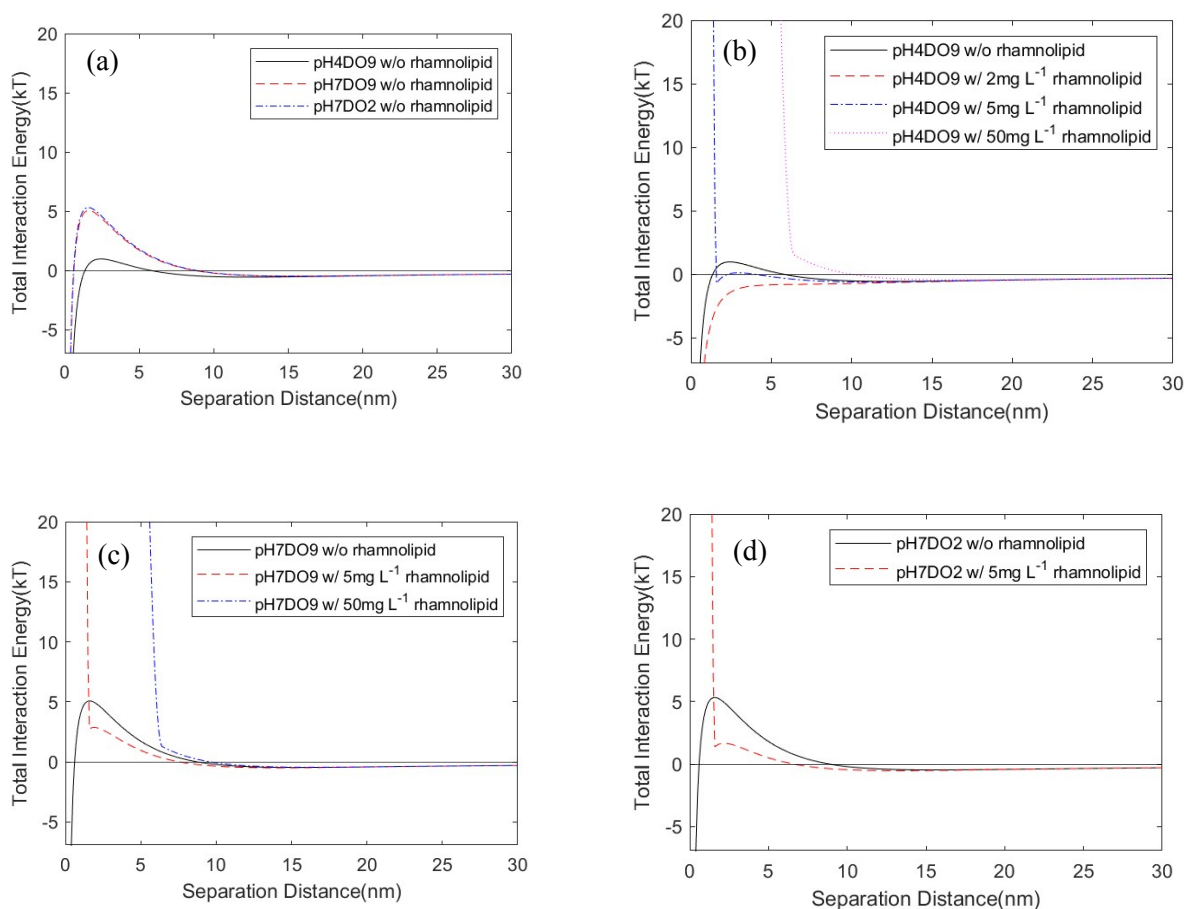 (a)
pH4DO9 w/o rhamnolipid
pH7DO9 w/o rhamnolipid
pH7DO2 w/o rhamnolipid
Total Interaction Energy(kT)
20
15
10
5
0
-5
0 5 10 15 20 25 30
Separation Distance(nm)
(b)
pH4DO9 w/o rhamnolipid
pH4DO9 w/ 2mg L-1 rhamnolipid
pH4DO9 w/ 5mg L-1 rhamnolipid
pH4DO9 w/ 50mg L-1 rhamnolipid
Total Interaction Energy(kT)
20
15
10
5
0
-5
0 5 10 15 20 25 30
Separation Distance(nm)
(c)
pH7DO9 w/o rhamnolipid
pH7DO9 w/ 5mg L-1 rhamnolipid
pH7DO9 w/ 50mg L-1 rhamnolipid
Total Interaction Energy(kT)
20
15
10
5
0
-5
0 5 10 15 20 25 30
Separation Distance(nm)
(d)
pH7DO2 w/o rhamnolipid
pH7DO2 w/ 5mg L-1 rhamnolipid
Total Interaction Energy(kT)
20
15
10
5
0
-5
0 5 10 15 20 25 30
Separation Distance(nm)